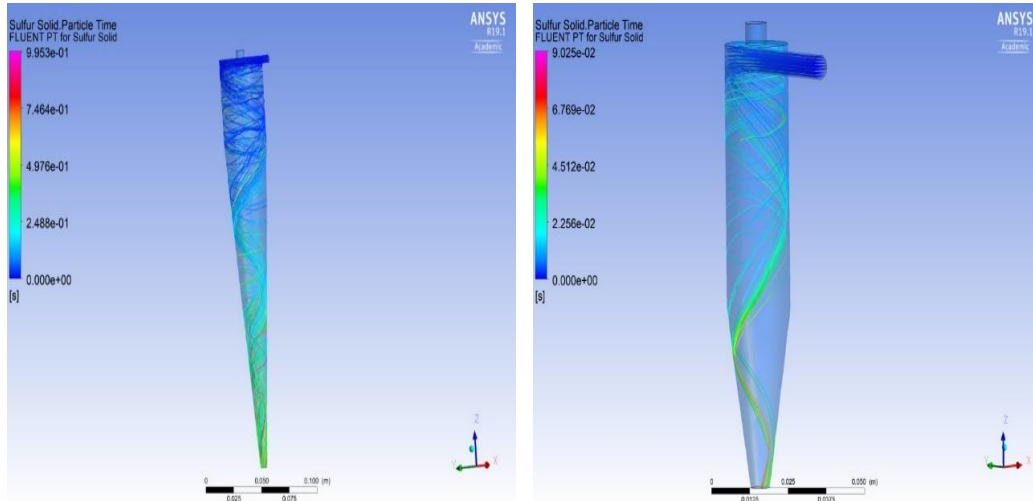 Sulfur Solid.Particle Time
FLUENT PT for Sulfur Solid
9.953e-01
7.464e-01
4.976e-01
2.488e-01
0.000e+00
[s]
ANSYS
R19.1
Academic
Z
Y
X
0
0.050
0.100
(m)
0.025
0.075
Sulfur Solid.Particle Time
FLUENT PT for Sulfur Solid
9.025e-02
6.769e-02
4.512e-02
2.256e-02
0.000e+00
[s]
ANSYS
R19.1
Academic
Z
Y
X
0
0.025
0.050
(m)
0.0125
0.0375